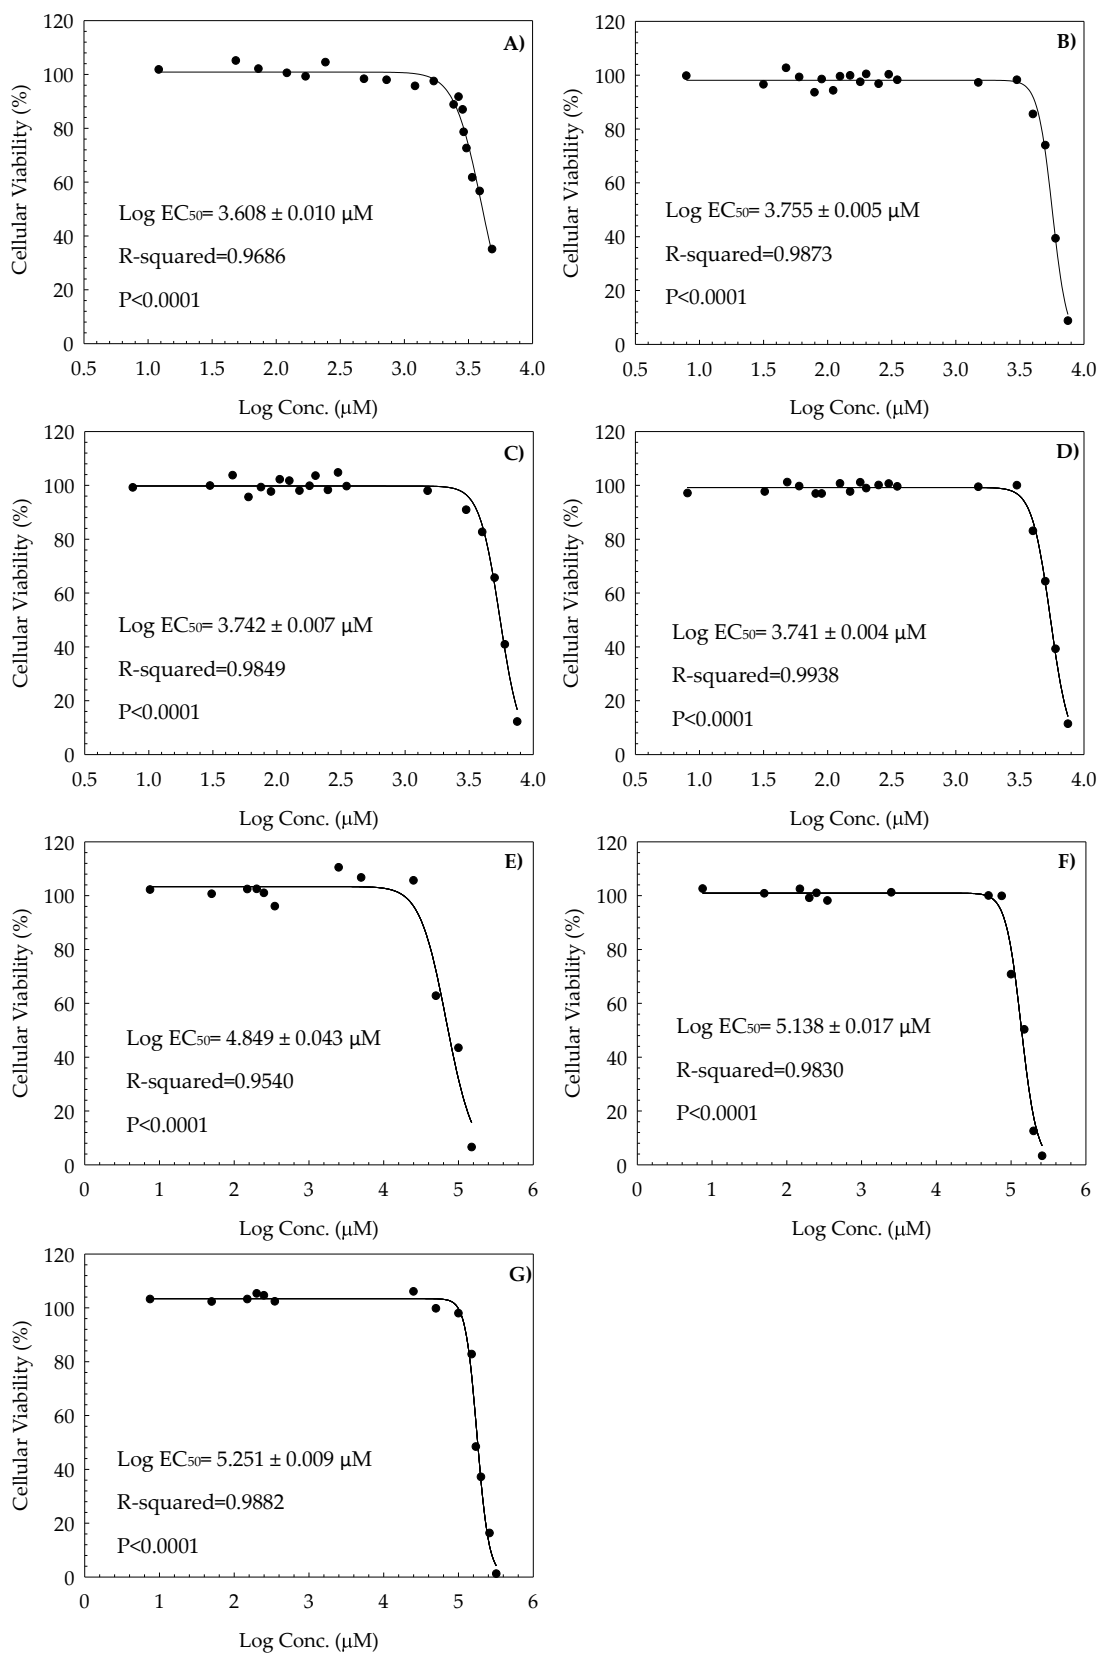 A)
Cellular Viability (%)
120
100
80
60
40
20
0
Log EC50= 3.608 ± 0.010 µM
R-squared=0.9686
P<0.0001
0.5 1.0 1.5 2.0 2.5 3.0 3.5 4.0
Log Conc. (µM)
B)
Cellular Viability (%)
120
100
80
60
40
20
0
Log EC50= 3.755 ± 0.005 µM
R-squared=0.9873
P<0.0001
0.5 1.0 1.5 2.0 2.5 3.0 3.5 4.0
Log Conc. (µM)
C)
Cellular Viability (%)
120
100
80
60
40
20
0
Log EC50= 3.742 ± 0.007 µM
R-squared=0.9849
P<0.0001
0.5 1.0 1.5 2.0 2.5 3.0 3.5 4.0
Log Conc. (µM)
D)
Cellular Viability (%)
120
100
80
60
40
20
0
Log EC50= 3.741 ± 0.004 µM
R-squared=0.9938
P<0.0001
0.5 1.0 1.5 2.0 2.5 3.0 3.5 4.0
Log Conc. (µM)
E)
Cellular Viability (%)
120
100
80
60
40
20
0
Log EC50= 4.849 ± 0.043 µM
R-squared=0.9540
P<0.0001
0 1 2 3 4 5 6
Log Conc. (µM)
F)
Cellular Viability (%)
120
100
80
60
40
20
0
Log EC50= 5.138 ± 0.017 µM
R-squared=0.9830
P<0.0001
0 1 2 3 4 5 6
Log Conc. (µM)
G)
Cellular Viability (%)
120
100
80
60
40
20
0
Log EC50= 5.251 ± 0.009 µM
R-squared=0.9882
P<0.0001
0 1 2 3 4 5 6
Log Conc. (µM)